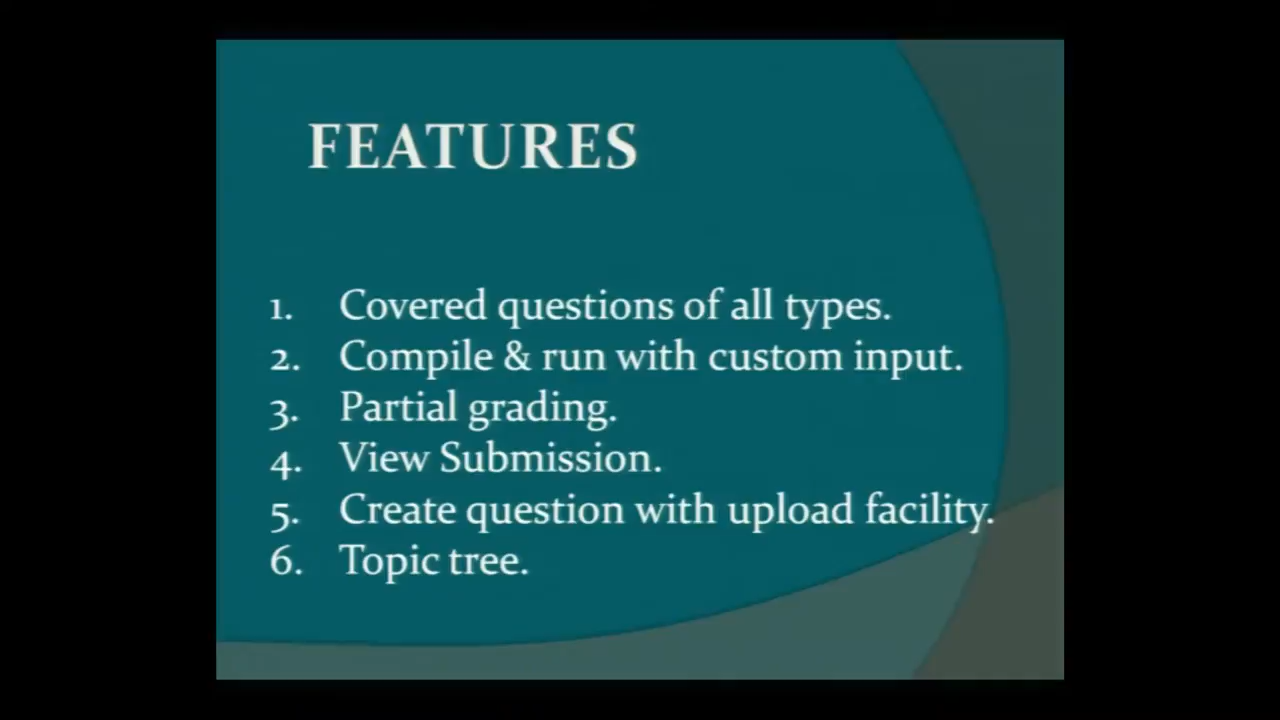 FEATURES
1. Covered questions of all types.
2. Compile & run with custom input.
3. Partial grading.
4. View Submission.
5. Create question with upload facility.
6. Topic tree.